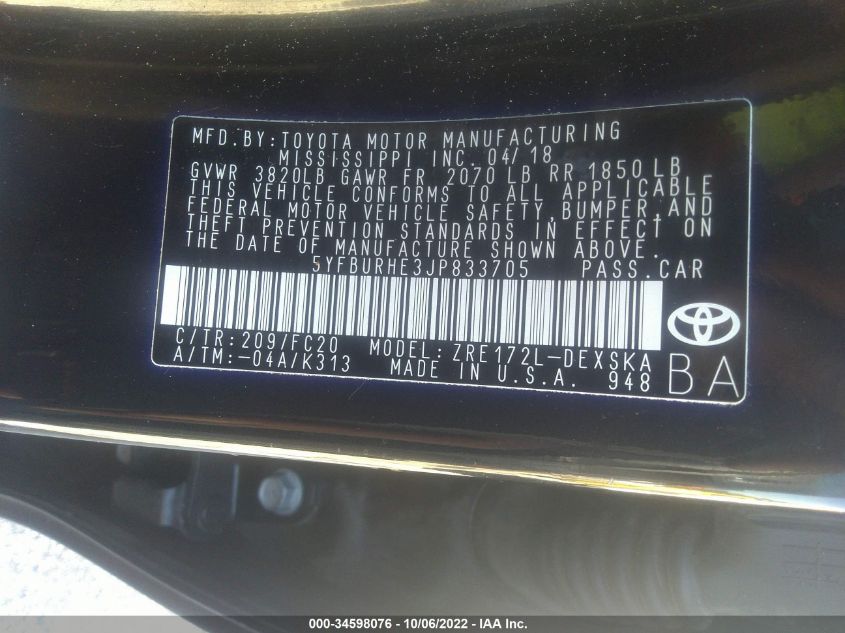 MFD.BY:TOYOTA MOTOR MANUFACTURING
MISSISSIPPI INC. 04/18
GVWR 3820LB GAWR FR 2070 LB RR 1850 LB
THIS VEHICLE CONFORMS TO ALL APPLICABLE
FEDERAL MOTOR VEHICLE SAFETY, BUMPER, AND
THEFT PREVENTION STANDARDS IN EFFECT ON
THE DATE OF MANUFACTURE SHOWN ABOVE.
5YFBURHE3JP833705 PASS.CAR
C/TR:209/FC20 MODEL: ZRE172L-DEXSKA
A/TM:-04A/K313 MADE IN U.S.A. 948
BA
000-34598076 - 10/06/2022 - IAA Inc.